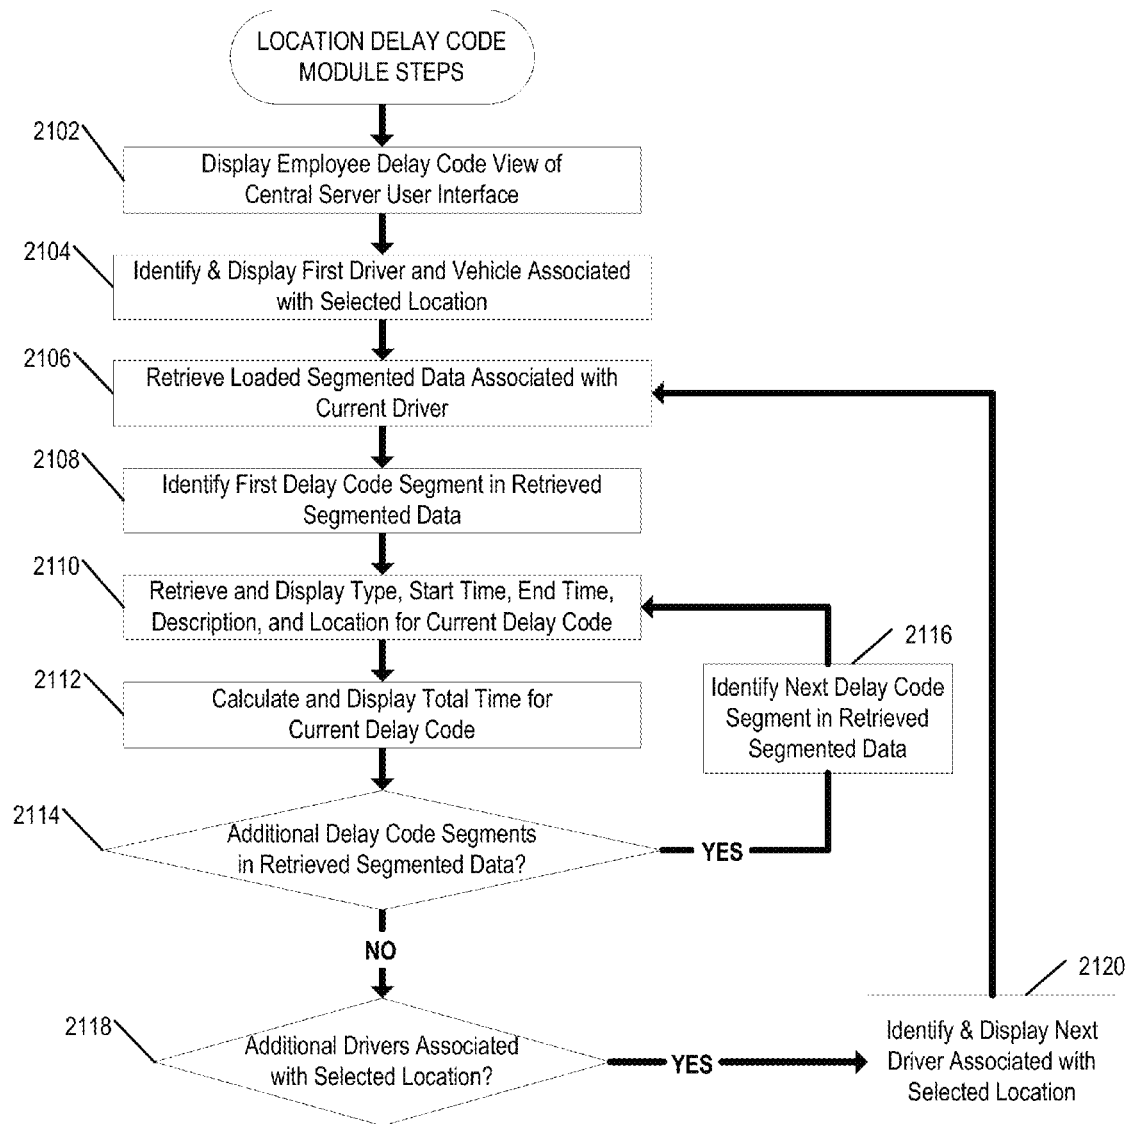 LOCATION DELAY CODE
MODULE STEPS
2102
Display Employee Delay Code View of
Central Server User Interface
2104
Identify & Display First Driver and Vehicle Associated
with Selected Location
2106
Retrieve Loaded Segmented Data Associated with
Current Driver
2108
Identify First Delay Code Segment in Retrieved
Segmented Data
2110
Retrieve and Display Type, Start Time, End Time,
Description, and Location for Current Delay Code
2112
Calculate and Display Total Time for
Current Delay Code
2116
Identify Next Delay Code
Segment in Retrieved
Segmented Data
2114
Additional Delay Code Segments
in Retrieved Segmented Data?
YES
NO
2118
Additional Drivers Associated
with Selected Location?
YES
2120
Identify & Display Next
Driver Associated with
Selected Location